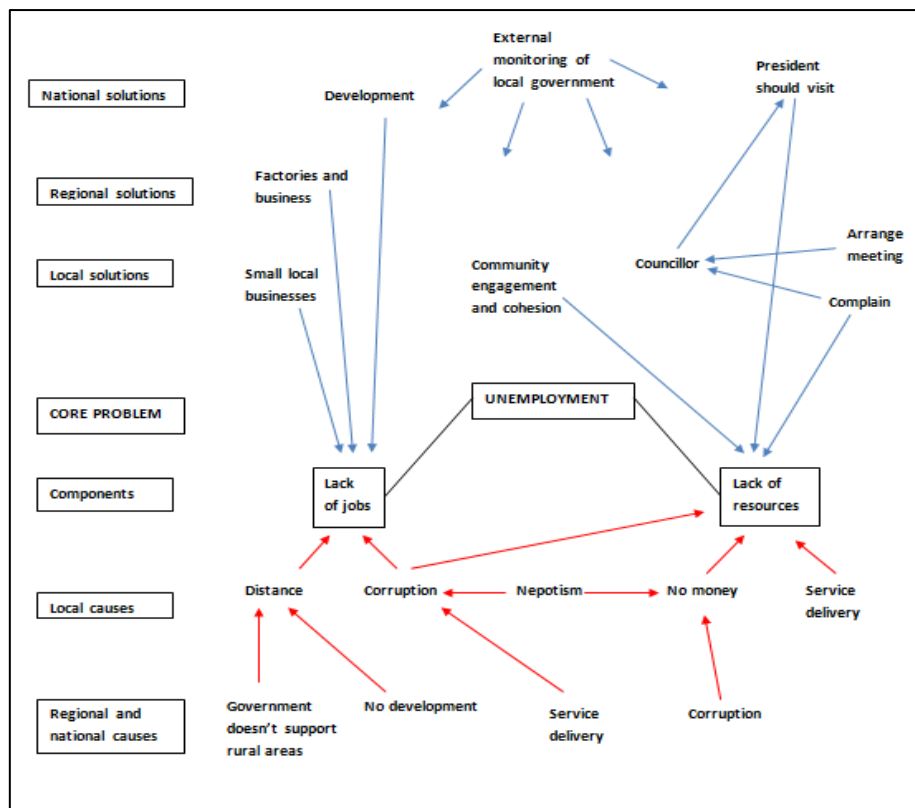 External
monitoring of
local government
President
should visit
National solutions
Development
Factories and
business
Regional solutions
Arrange
meeting
Local solutions
Small local
businesses
Community
engagement
and cohesion
Councillor
Complain
CORE PROBLEM
UNEMPLOYMENT
Components
Lack
of jobs
Lack of
resources
Local causes
Distance
Corruption
Nepotism
No money
Service
delivery
Regional and
national causes
Government
doesn't support
rural areas
No development
Service
delivery
Corruption